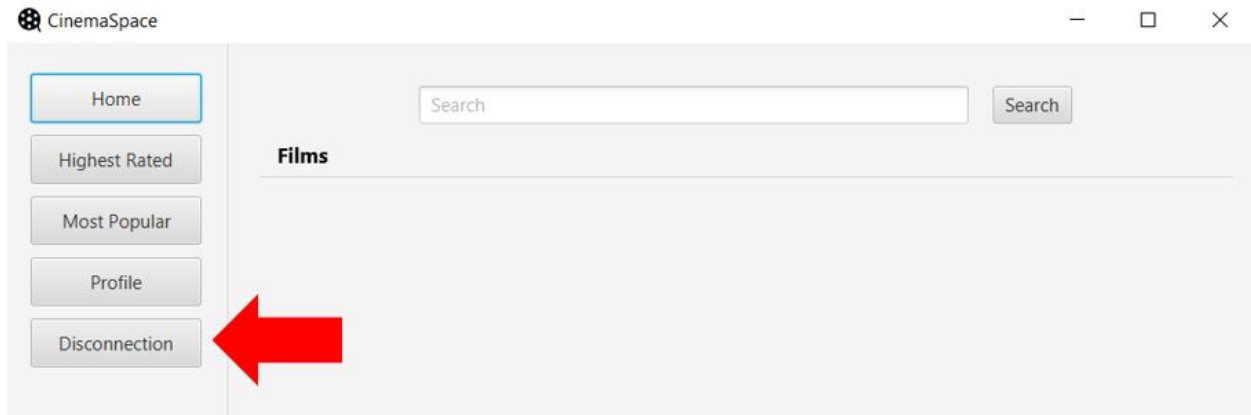 CinemaSpace
Home
Search
Search
Highest Rated
Films
Most Popular
Profile
Disconnection